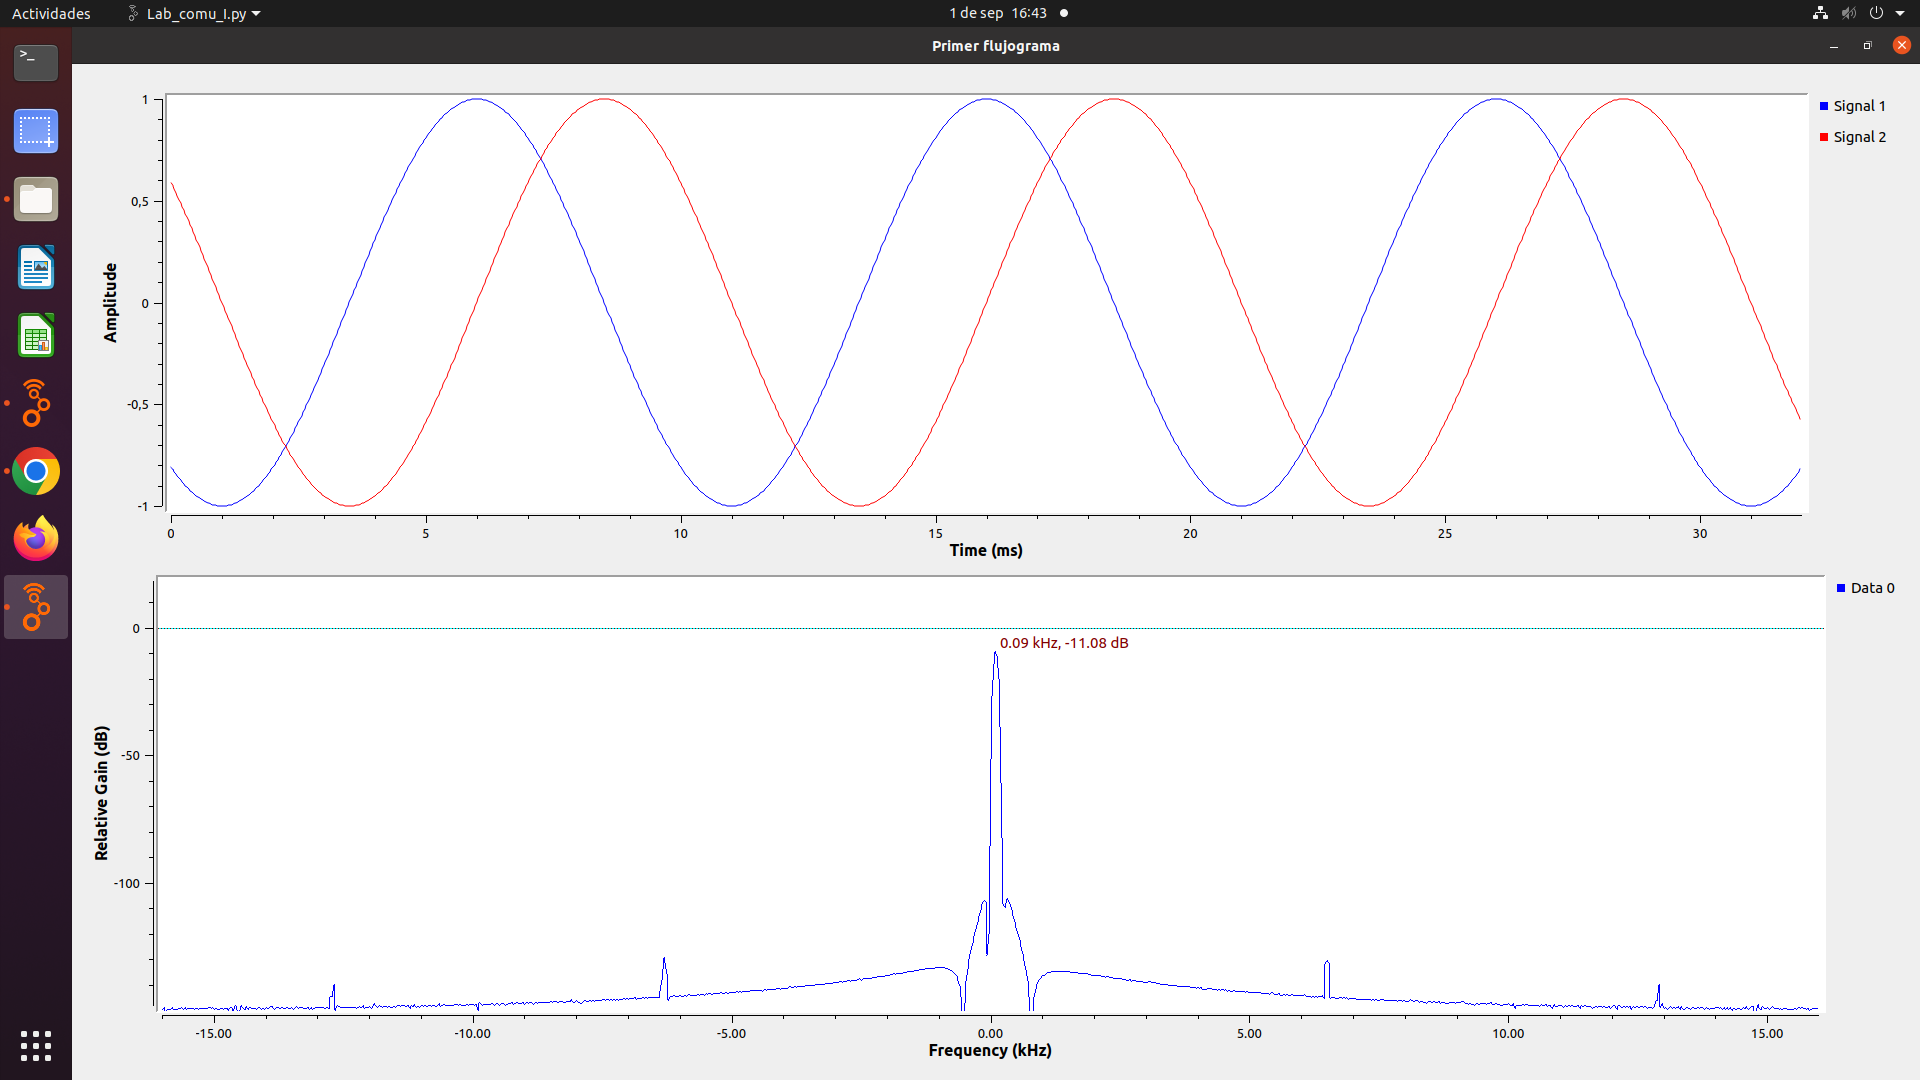 Actividades Lab_comu_I.py 1 de sep 16:43
Primer flujograma
Signal 1
Signal 2
Amplitude
1
0,5
0
-0,5
-1
0 5 10 15 20 25 30
Time (ms)
Data 0
0.09 kHz, -11.08 dB
Relative Gain (dB)
0
-50
-100
-15.00 -10.00 -5.00 0.00 5.00 10.00 15.00
Frequency (kHz)